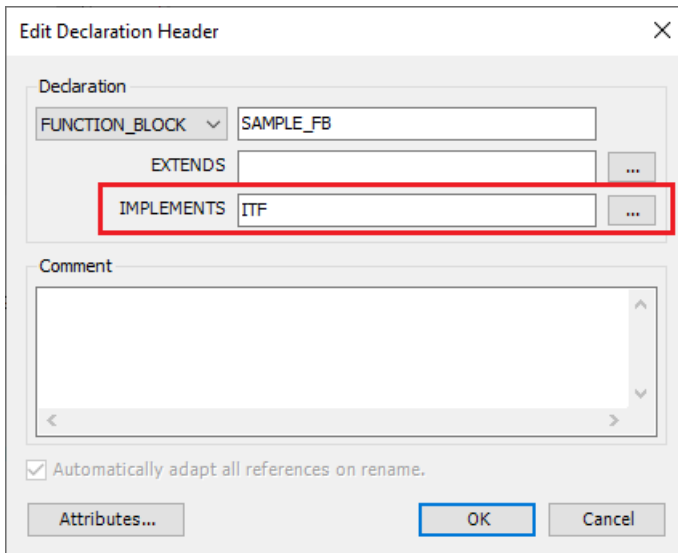 Edit Declaration Header
Declaration
FUNCTION_BLOCK SAMPLE_FB
EXTENDS ...
IMPLEMENTS ITF ...
Comment
Automatically adapt all references on rename.
Attributes... OK Cancel